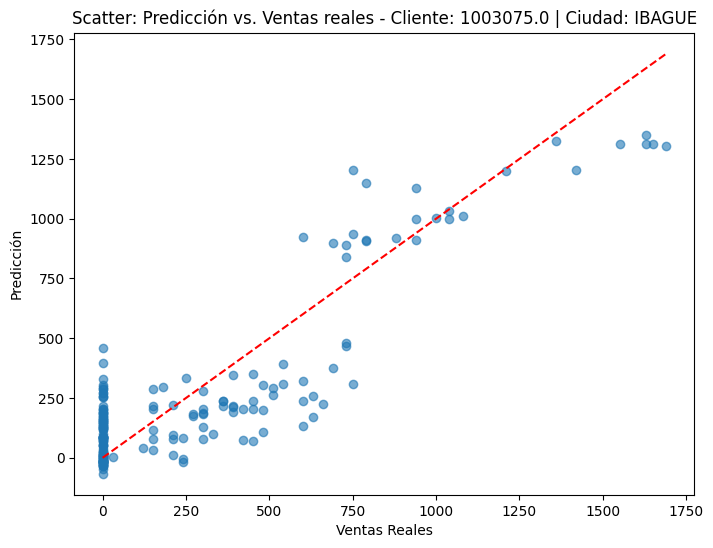 Scatter: Predicción vs. Ventas reales - Cliente: 1003075.0 | Ciudad: IBAGUE
1750
1500
1250
1000
750
500
250
0
Predicción
0 250 500 750 1000 1250 1500 1750
Ventas Reales